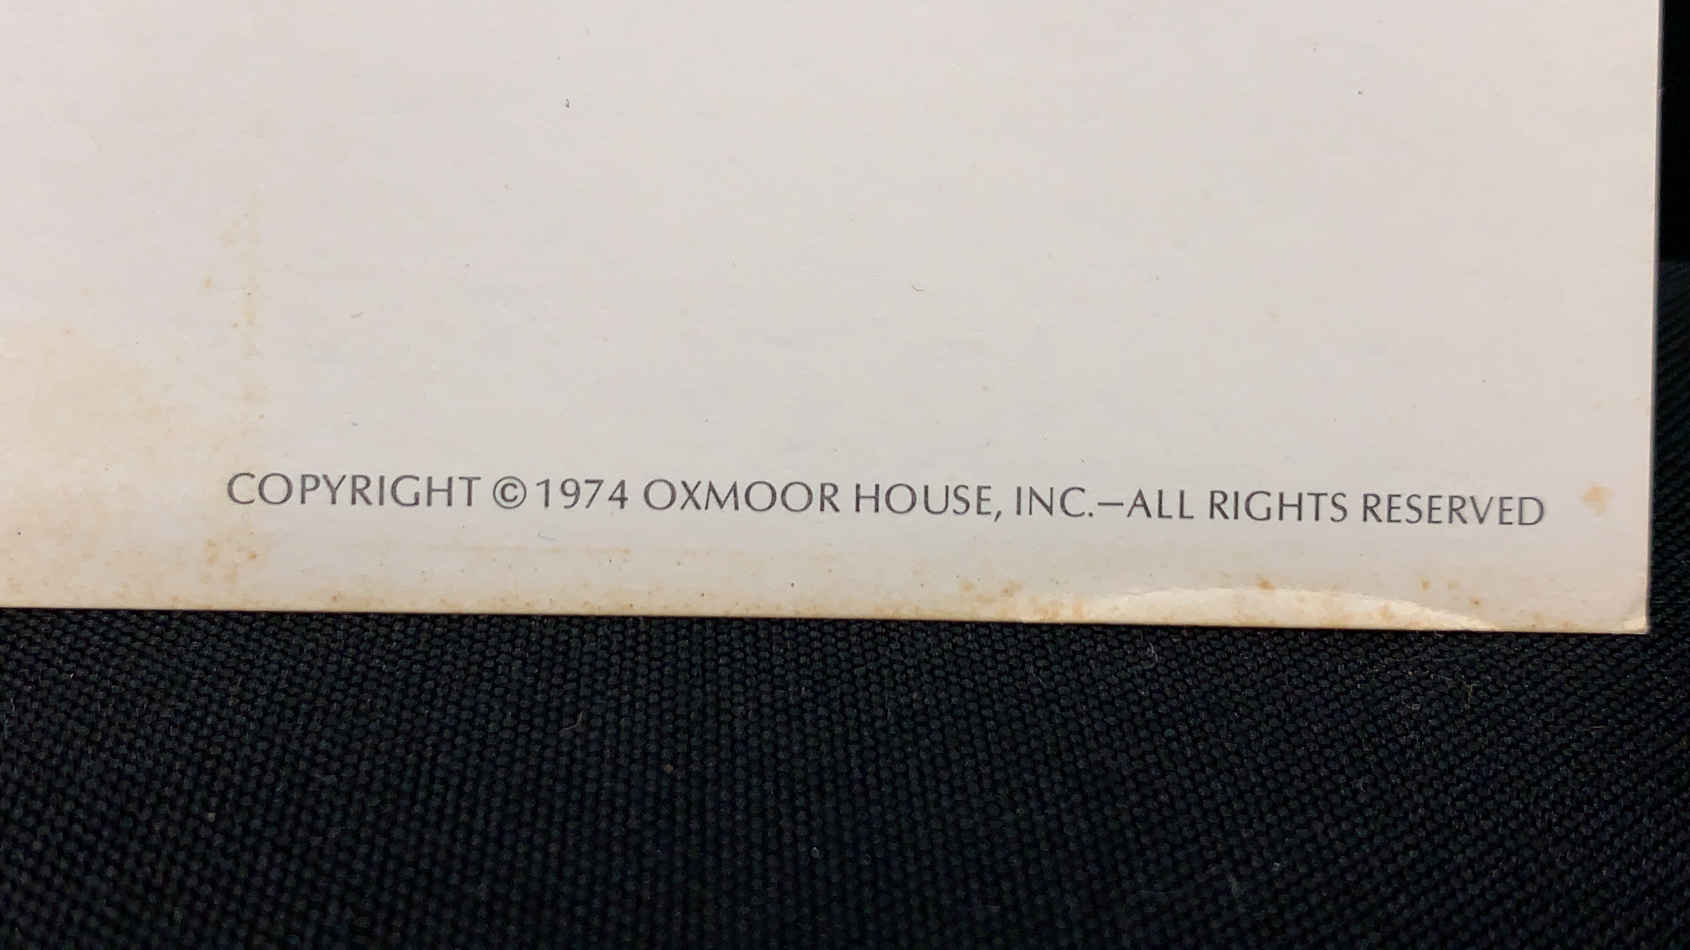 COPYRIGHT © 1974 OXMOOR HOUSE, INC.—ALL RIGHTS RESERVED